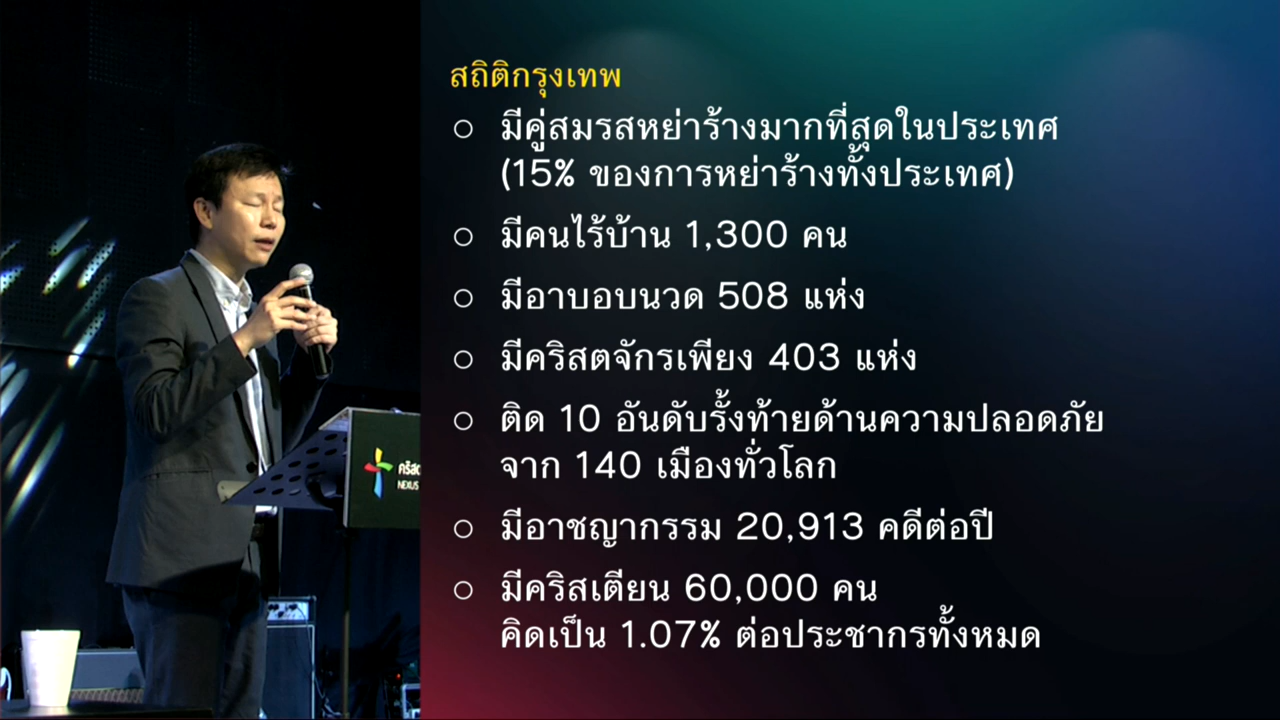 สถิติกรุงเทพ
มีคู่สมรสหย่าร้างมากที่สุดในประเทศ
(15% ของการหย่าร้างทั้งประเทศ)
มีคนไร้บ้าน 1,300 คน
มีอาบอบนวด 508 แห่ง
มีคริสตจักรเพียง 403 แห่ง
ติด 10 อันดับรั้งท้ายด้านความปลอดภัย
จาก 140 เมืองทั่วโลก
มีอาชญากรรม 20,913 คดีต่อปี
มีคริสเตียน 60,000 คน
คิดเป็น 1.07% ต่อประชากรทั้งหมด
คริสต
NEXUS